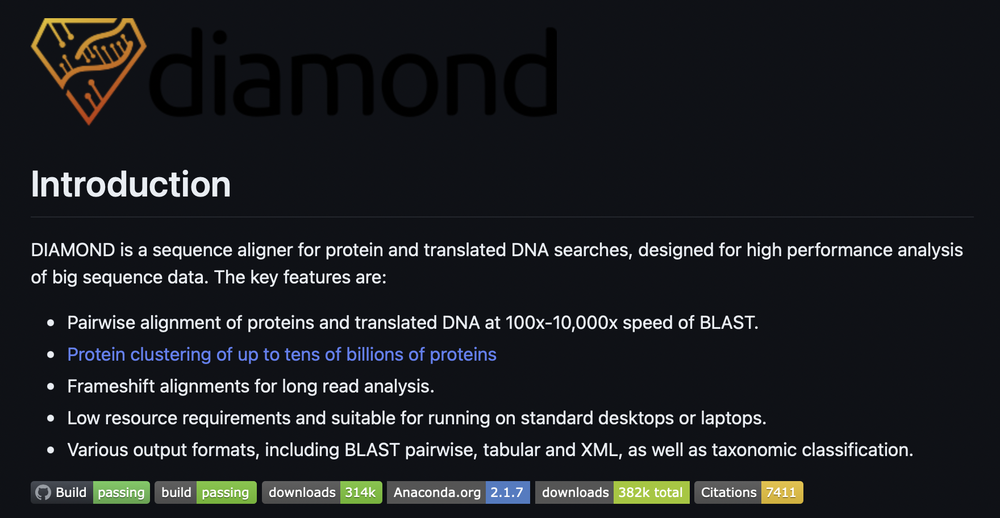 diamond
Introduction
DIAMOND is a sequence aligner for protein and translated DNA searches, designed for high performance analysis
of big sequence data. The key features are:
Pairwise alignment of proteins and translated DNA at 100x-10,000x speed of BLAST.
Protein clustering of up to tens of billions of proteins
Frameshift alignments for long read analysis.
Low resource requirements and suitable for running on standard desktops or laptops.
Various output formats, including BLAST pairwise, tabular and XML, as well as taxonomic classification.
Build passing build passing downloads 314k Anaconda.org 2.1.7 downloads 382k total Citations 7411